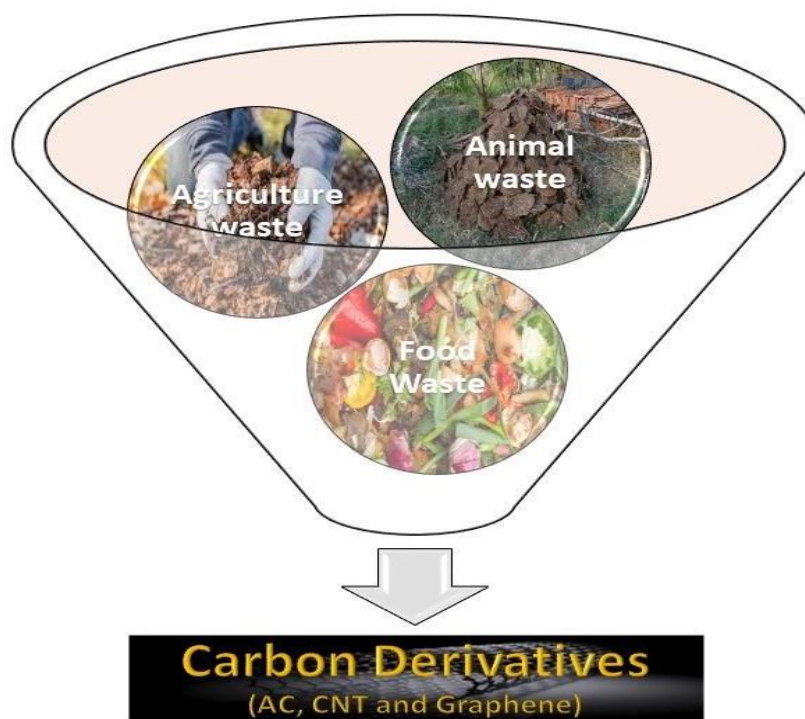 Agriculture
waste
Animal
waste
Food
Waste
Carbon Derivatives
(AC, CNT and Graphene)